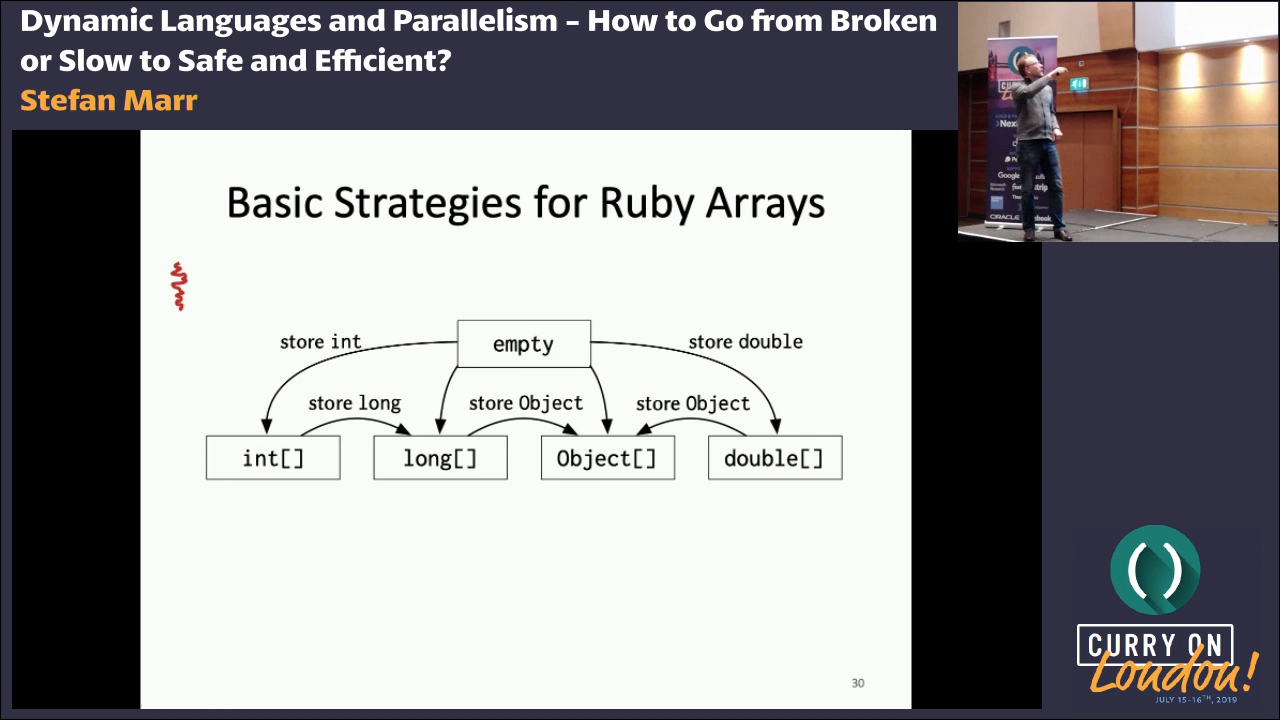 Dynamic Languages and Parallelism – How to Go from Broken
or Slow to Safe and Efficient?
Stefan Marr
Basic Strategies for Ruby Arrays
empty
store int
store double
store long
store Object
store Object
int[]
long[]
Object[]
double[]
30
Google
ORACLE
CURRY ON
London!
JULY 15-16TH, 2019